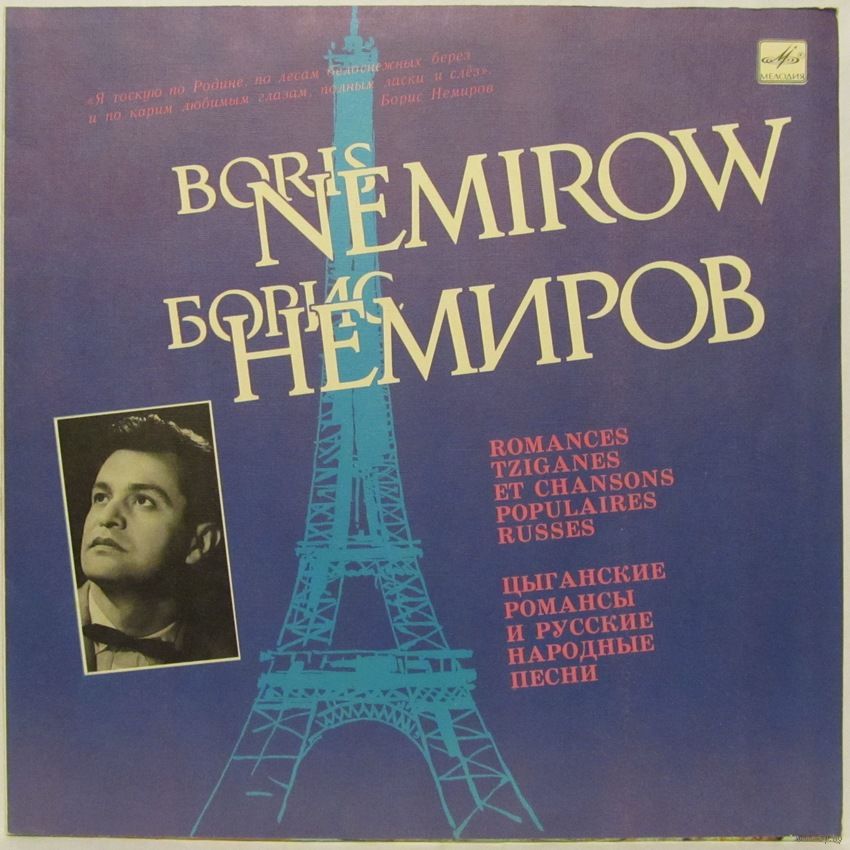 «Я тоскую по Родине, по лесам белоснежных берез
и по карим любимым глазам, полным ласки и слёз».
Борис Немиров
МЕЛОДИЯ
BORIS
NEMIROW
БОРИС
НЕМИРОВ
ROMANCES
TZIGANES
ET CHANSONS
POPULAIRES
RUSSES
ЦЫГАНСКИЕ
РОМАНСЫ
И РУССКИЕ
НАРОДНЫЕ
ПЕСНИ